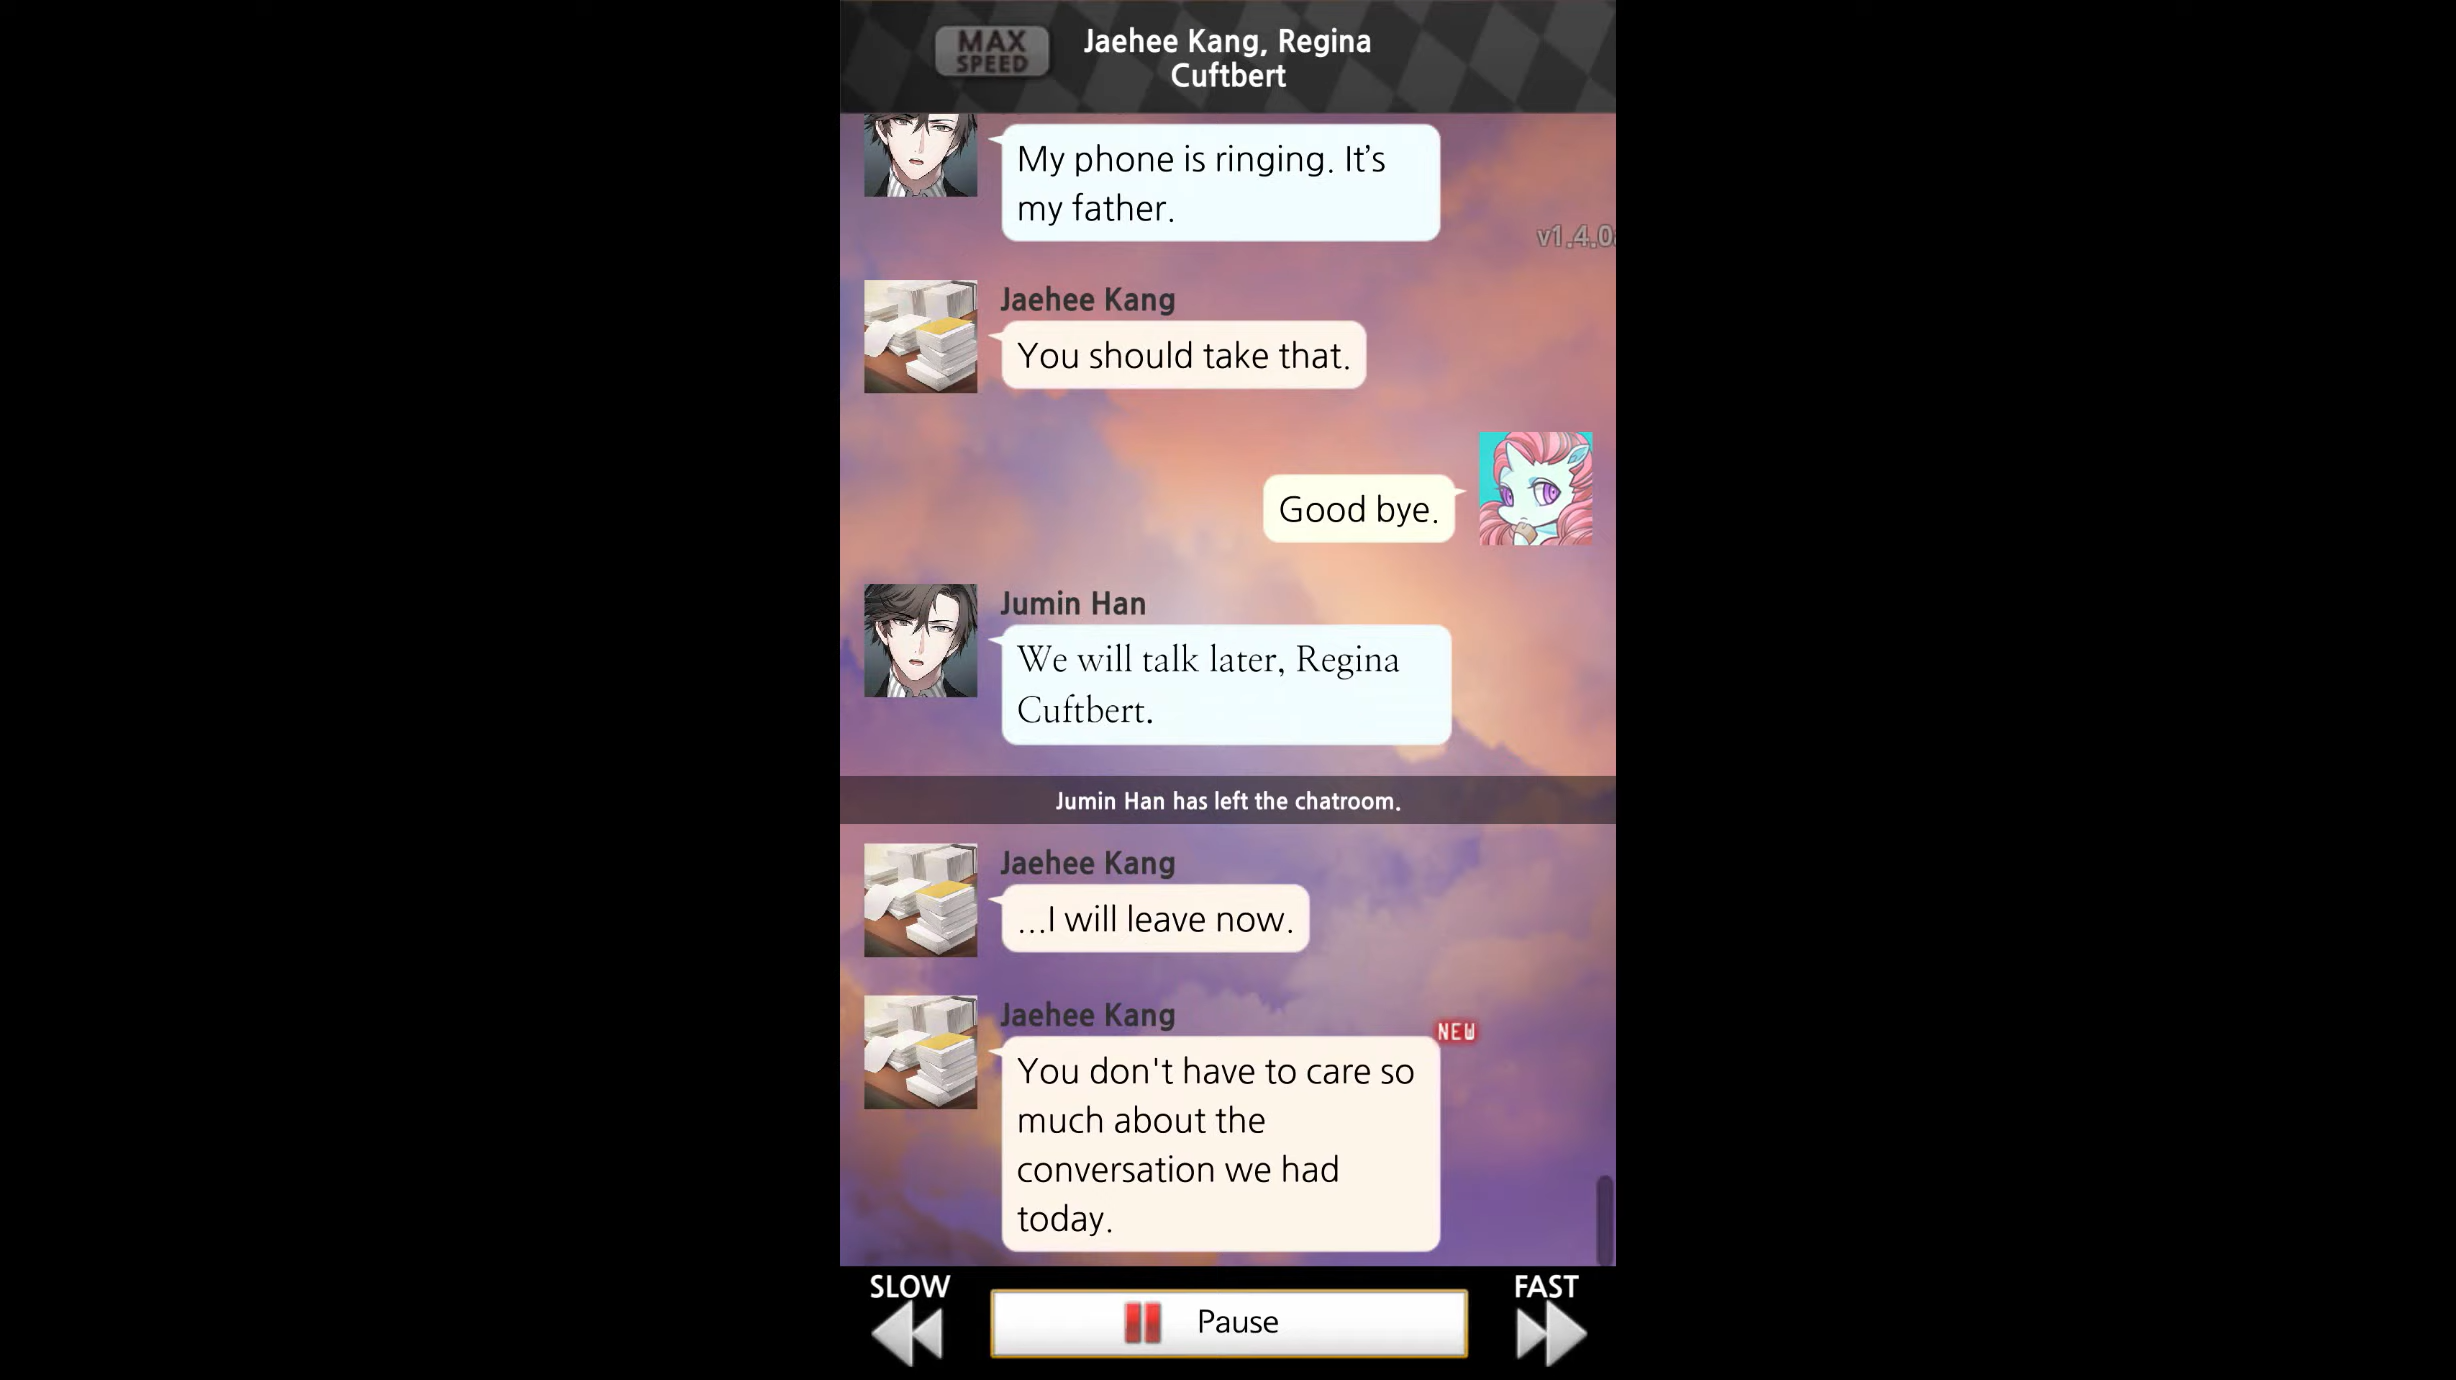 MAX
SPEED
Jaehee Kang, Regina
Cuftbert
My phone is ringing. It’s
my father.
v1.4.0
Jaehee Kang
You should take that.
Good bye.
Jumin Han
We will talk later, Regina
Cuftbert.
Jumin Han has left the chatroom.
Jaehee Kang
...I will leave now.
Jaehee Kang
NEW
You don't have to care so
much about the
conversation we had
today.
SLOW
Pause
FAST